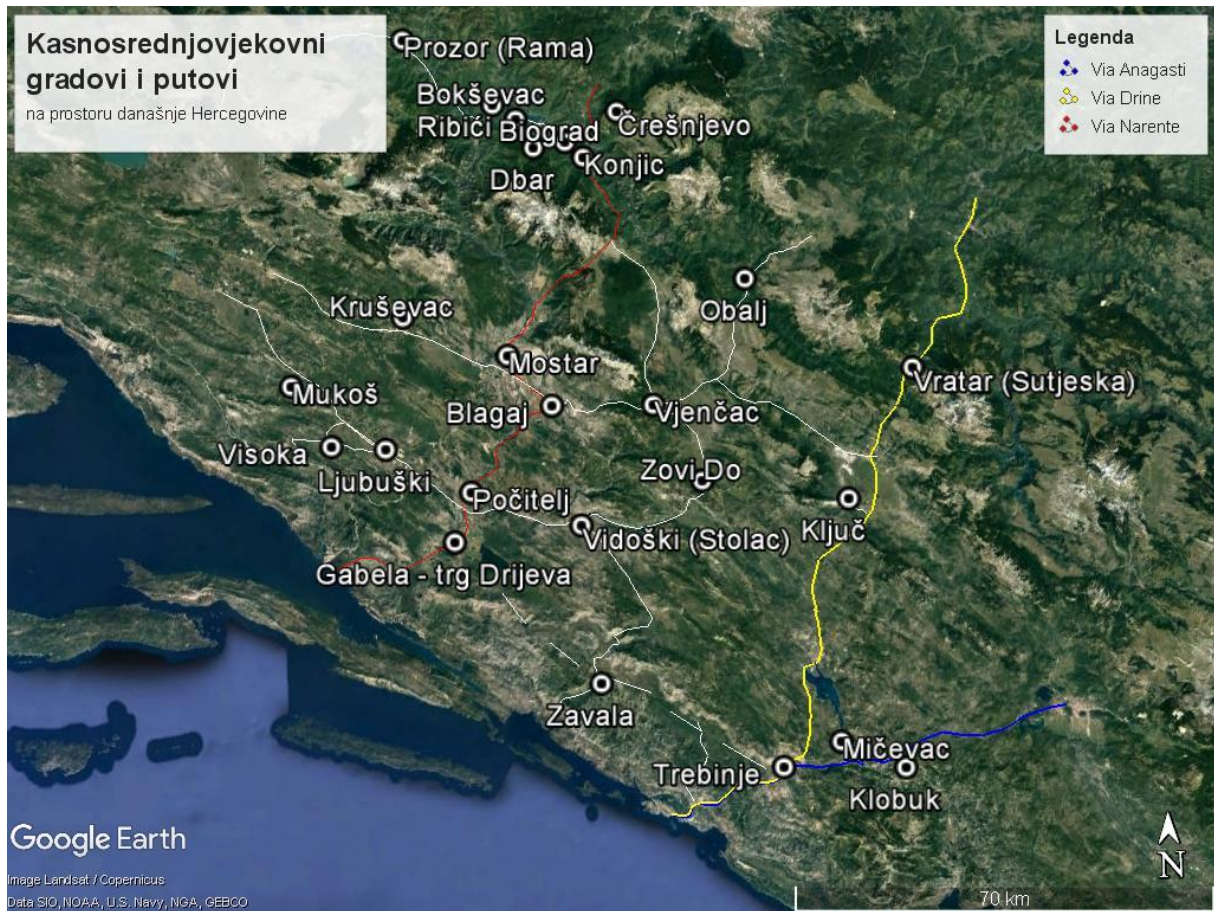 Kasnosrednjovjekovni
gradovi i putovi
na prostoru današnje Hercegovine
Legenda
Via Anagasti
Via Drine
Via Narente
Prozor (Rama)
Bokševac
Ribići
Biograd
Črešnjevo
Konjic
Dbar
Obalj
Kruševac
Mostar
Vratar (Sutjeska)
Mukoš
Blagaj
Vjenčac
Visoka
Ljubuški
Zovi Do
Počitelj
Ključ
Vidoški (Stolac)
Gabela - trg Drijeva
Zavala
Mičevac
Trebinje
Klobuk
Google Earth
N
Image Landsat / Copernicus
Data SIO, NOAA, U.S. Navy, NGA, GEBCO
70 km